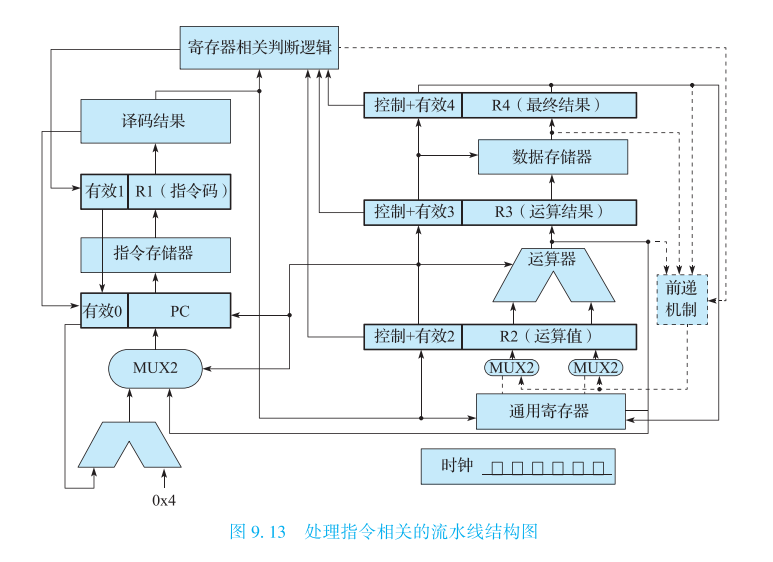 寄存器相关判断逻辑
译码结果
控制+有效4
R4（最终结果）
数据存储器
有效1
R1（指令码）
控制+有效3
R3（运算结果）
指令存储器
运算器
前递
机制
有效0
PC
控制+有效2
R2（运算值）
MUX2
MUX2
MUX2
通用寄存器
时钟
0x4
图 9.13 处理指令相关的流水线结构图